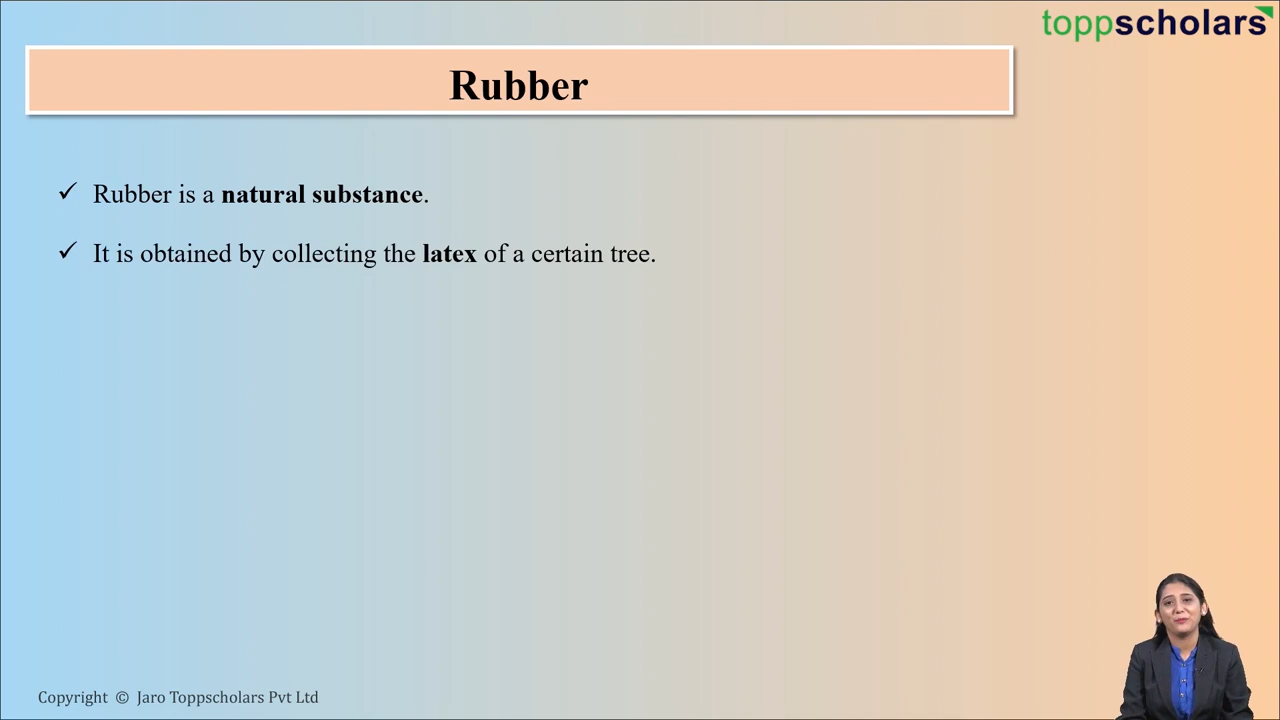 toppscholars
Rubber
✓ Rubber is a natural substance.
✓ It is obtained by collecting the latex of a certain tree.
Copyright © Jaro Toppscholars Pvt Ltd